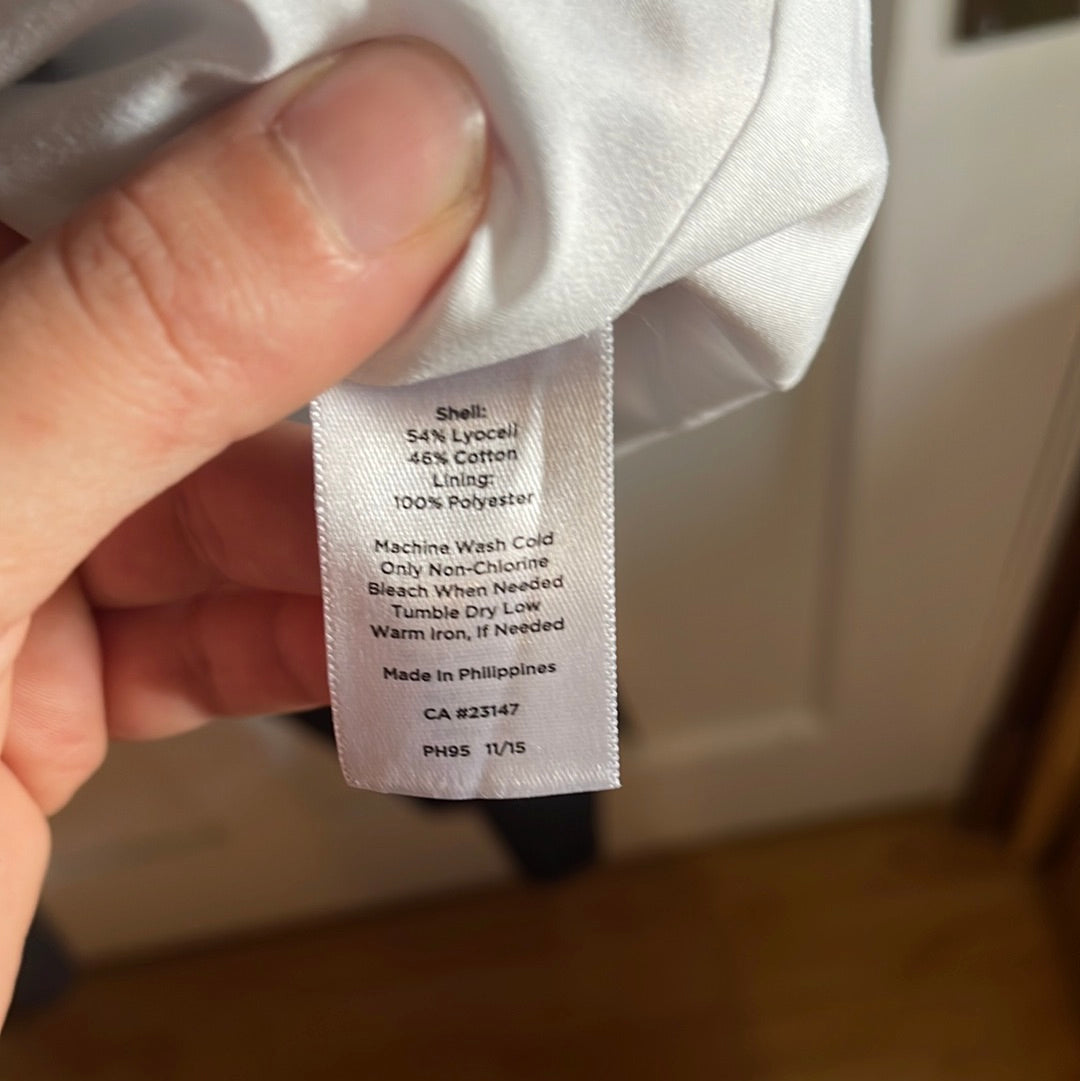 Shell:
54% Lyocell
46% Cotton
Lining:
100% Polyester
Machine Wash Cold
Only Non-Chlorine
Bleach When Needed
Tumble Dry Low
Warm Iron, If Needed
Made In Philippines
CA #23147
PH95 11/15